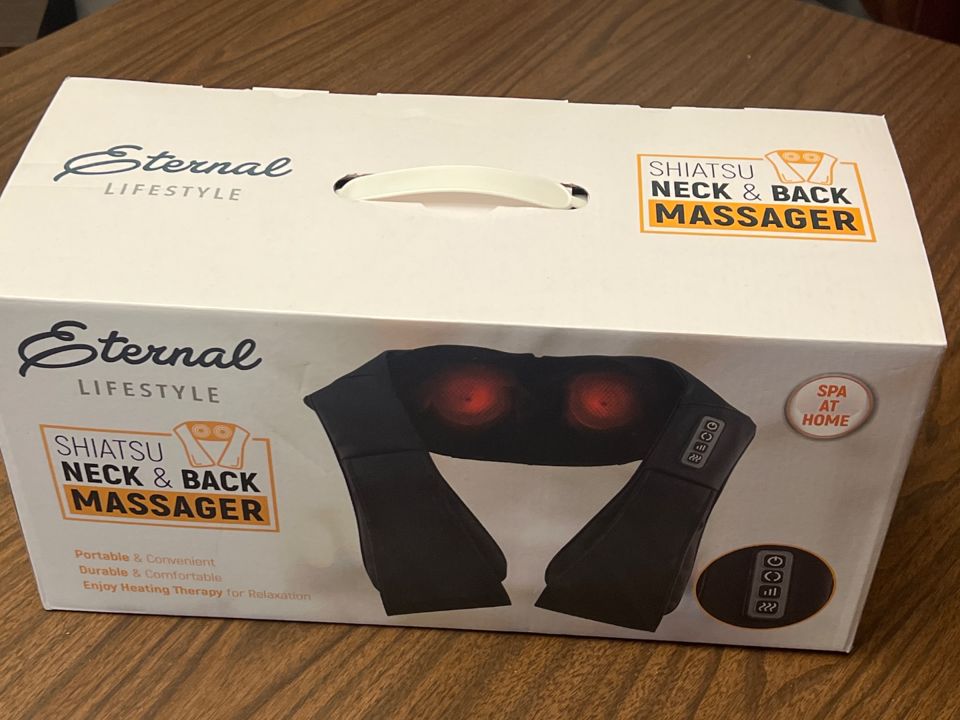 Eternal
LIFESTYLE
SHIATSU
NECK & BACK
MASSAGER
Eternal
LIFESTYLE
SHIATSU
NECK & BACK
MASSAGER
Portable & Convenient
Durable & Comfortable
Enjoy Heating Therapy for Relaxation
SPA
AT
HOME